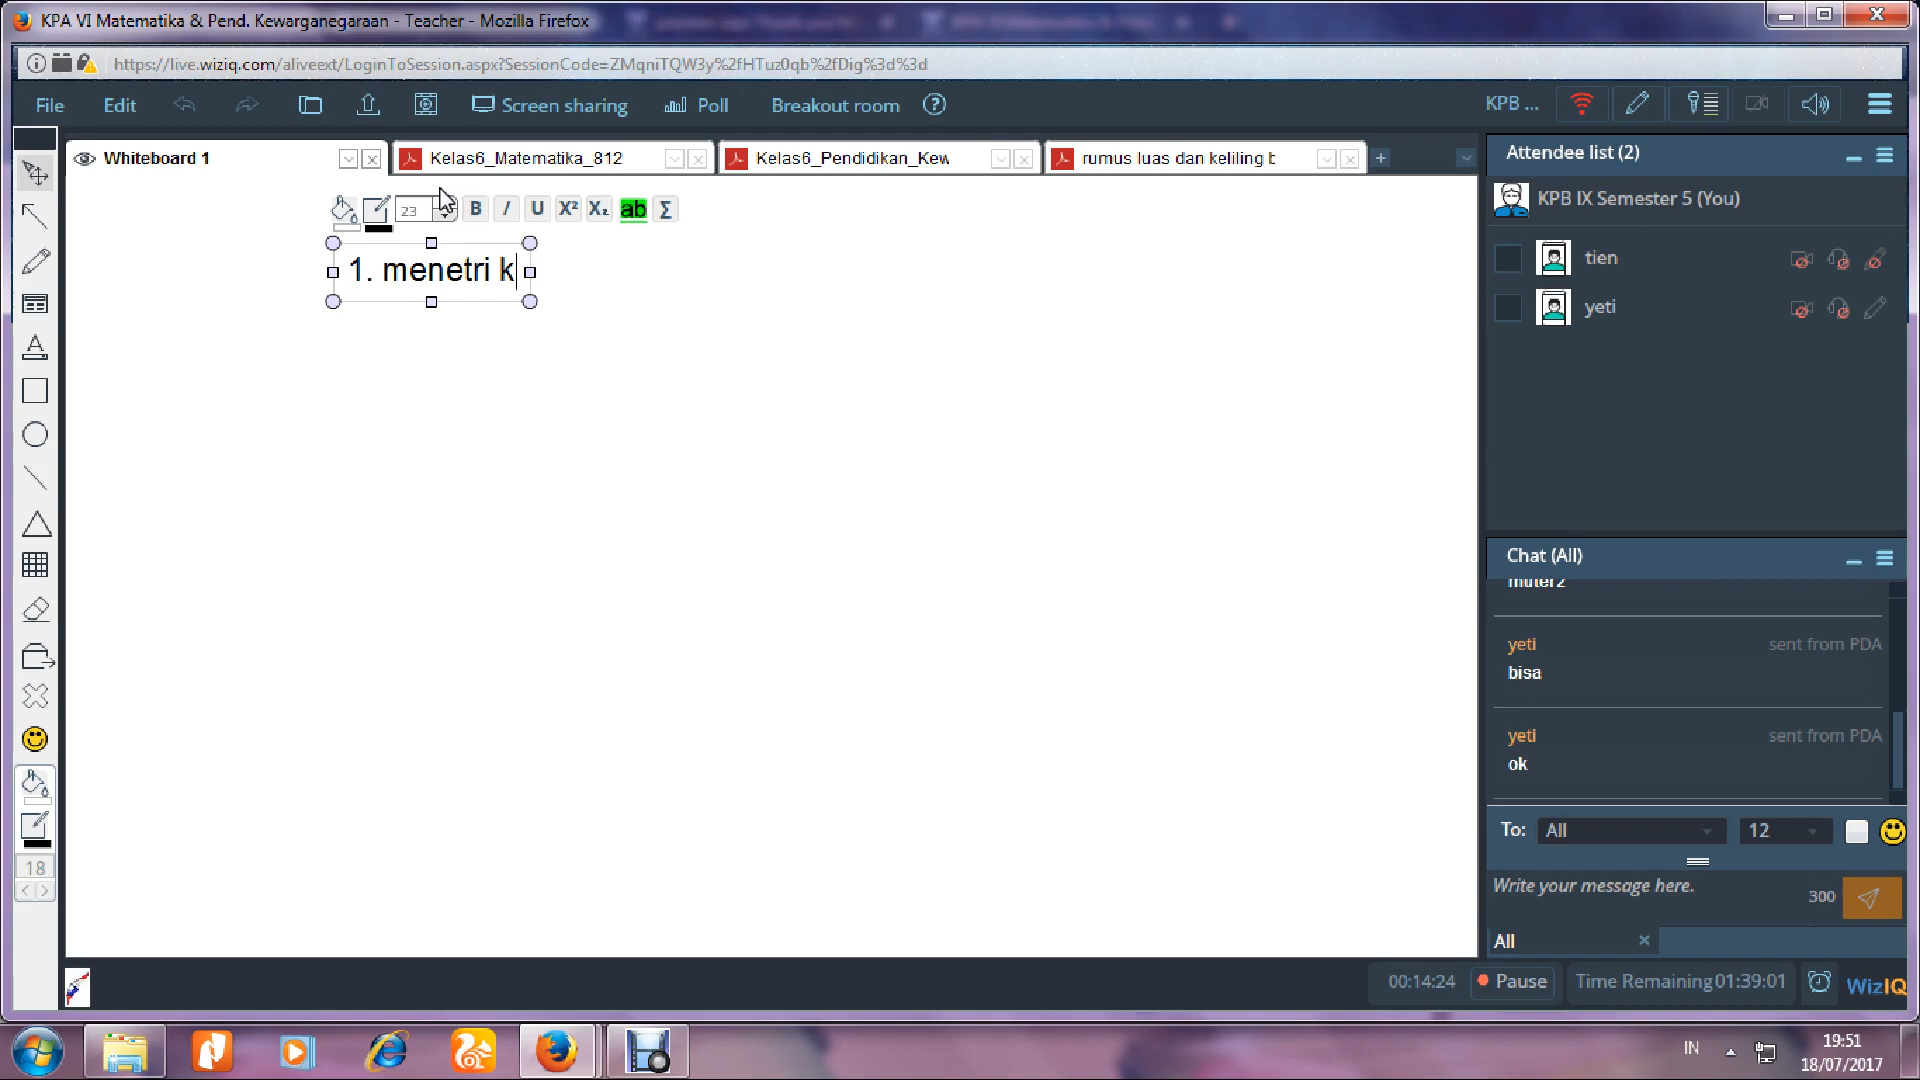 KPA VI Matematika & Pend. Kewarganegaraan - Teacher - Mozilla Firefox
https://live.wiziq.com/aliveext/LoginToSession.aspx?SessionCode=ZMqniTQW3y%2fHTuz0qb%2fDig%3d%3d
File Edit Screen sharing Poll Breakout room KPB ...
Whiteboard 1 Kelas6_Matematika_812 Kelas6_Pendidikan_Kew rumus luas dan keliling b
23 B I U X² X₂ ab Σ
1. menetri k
Attendee list (2)
KPB IX Semester 5 (You)
tien
yeti
Chat (All)
muter2
yeti sent from PDA
bisa
yeti sent from PDA
ok
To: All 12
Write your message here. 300
All
18
00:14:24 Pause Time Remaining 01:39:01 WizIQ
IN 19:51
18/07/2017